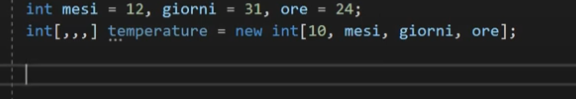 int mesi = 12, giorni = 31, ore = 24;
int[,,,] temperature = new int[10, mesi, giorni, ore];